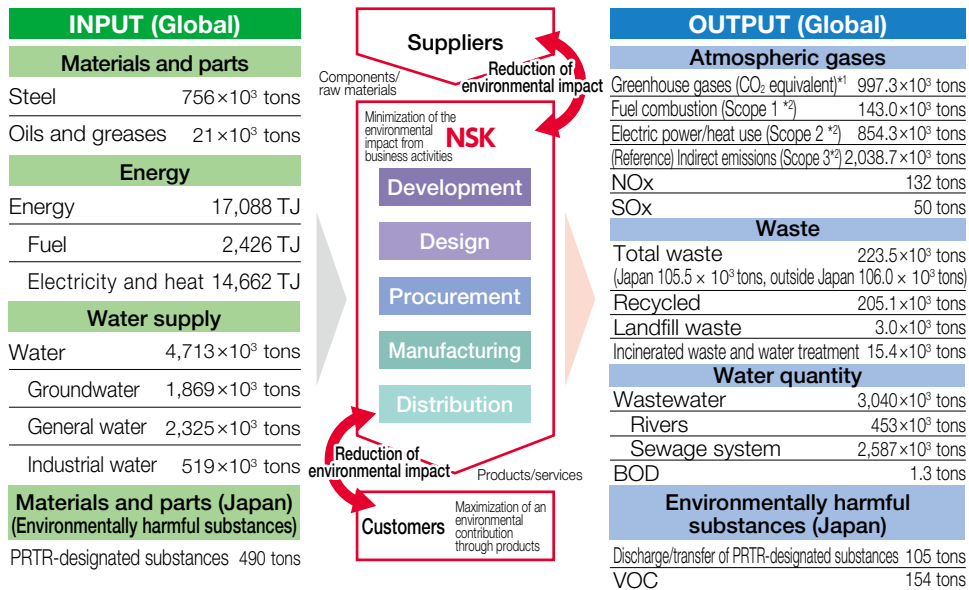 INPUT (Global)
Materials and parts
Steel 756×10³ tons
Oils and greases 21×10³ tons
Energy
Energy 17,088 TJ
Fuel 2,426 TJ
Electricity and heat 14,662 TJ
Water supply
Water 4,713×10³ tons
Groundwater 1,869×10³ tons
General water 2,325×10³ tons
Industrial water 519×10³ tons
Materials and parts (Japan)
(Environmentally harmful substances)
PRTR-designated substances 490 tons
Suppliers
Components/
raw materials
Reduction of
environmental impact
Minimization of the
environmental
impact from
business activities
NSK
Development
Design
Procurement
Manufacturing
Distribution
Reduction of
environmental impact
Products/services
Customers
Maximization of an
environmental
contribution
through products
OUTPUT (Global)
Atmospheric gases
Greenhouse gases (CO₂ equivalent)*¹ 997.3×10³ tons
Fuel combustion (Scope 1 *²) 143.0×10³ tons
Electric power/heat use (Scope 2 *²) 854.3×10³ tons
(Reference) Indirect emissions (Scope 3*²) 2,038.7×10³ tons
NOx 132 tons
SOx 50 tons
Waste
Total waste 223.5×10³ tons
(Japan 105.5 × 10³ tons, outside Japan 106.0 × 10³ tons)
Recycled 205.1×10³ tons
Landfill waste 3.0×10³ tons
Incinerated waste and water treatment 15.4×10³ tons
Water quantity
Wastewater 3,040×10³ tons
Rivers 453×10³ tons
Sewage system 2,587×10³ tons
BOD 1.3 tons
Environmentally harmful
substances (Japan)
Discharge/transfer of PRTR-designated substances 105 tons
VOC 154 tons